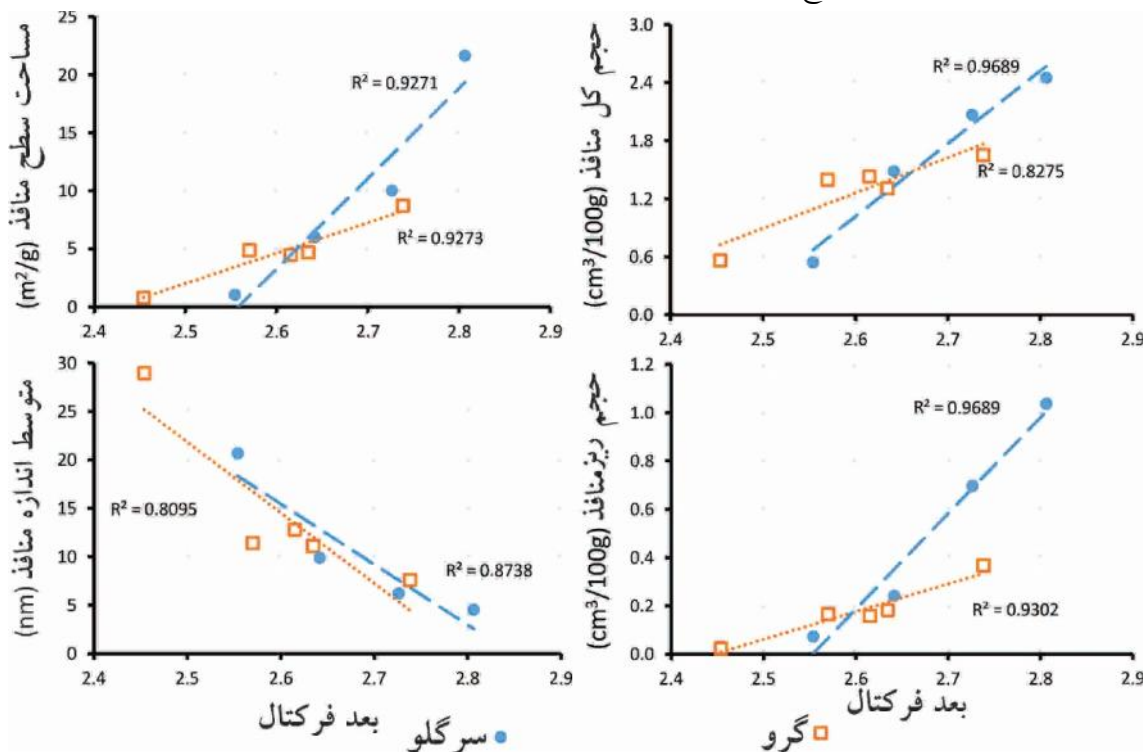 مساحت سطح منافذ (m²/g)
25
20
15
10
5
0
R² = 0.9271
R² = 0.9273
2.4 2.5 2.6 2.7 2.8 2.9
حجم کل منافذ (cm³/100g)
3.0
2.4
1.8
1.2
0.6
0.0
R² = 0.9689
R² = 0.8275
2.4 2.5 2.6 2.7 2.8 2.9
متوسط اندازه منافذ (nm)
30
25
20
15
10
5
0
R² = 0.8095
R² = 0.8738
2.4 2.5 2.6 2.7 2.8 2.9
بعد فرکتال
حجم ریزمنافذ (cm³/100g)
1.2
1.0
0.8
0.6
0.4
0.2
0.0
R² = 0.9689
R² = 0.9302
2.4 2.5 2.6 2.7 2.8 2.9
بعد فرکتال
سرگلو
گرو